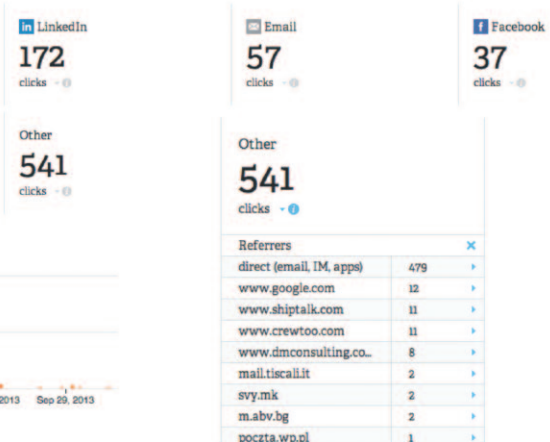 LinkedIn
172
clicks
Email
57
clicks
Facebook
37
clicks
Other
541
clicks
Other
541
clicks
Referrers
direct (email, IM, apps) 479
www.google.com 12
www.shiptalk.com 11
www.crewtoo.com 11
www.dmconsulting.co... 8
mail.tiscali.it 2
svy.mk 2
m.abv.bg 2
poczta.wp.pl 1
2013 Sep 29, 2013